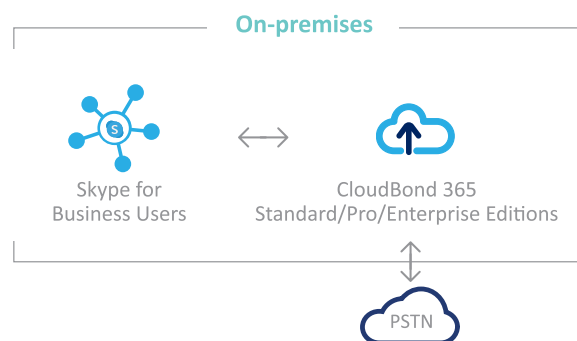 On-premises
S
Skype for
Business Users
CloudBond 365
Standard/Pro/Enterprise Editions
PSTN